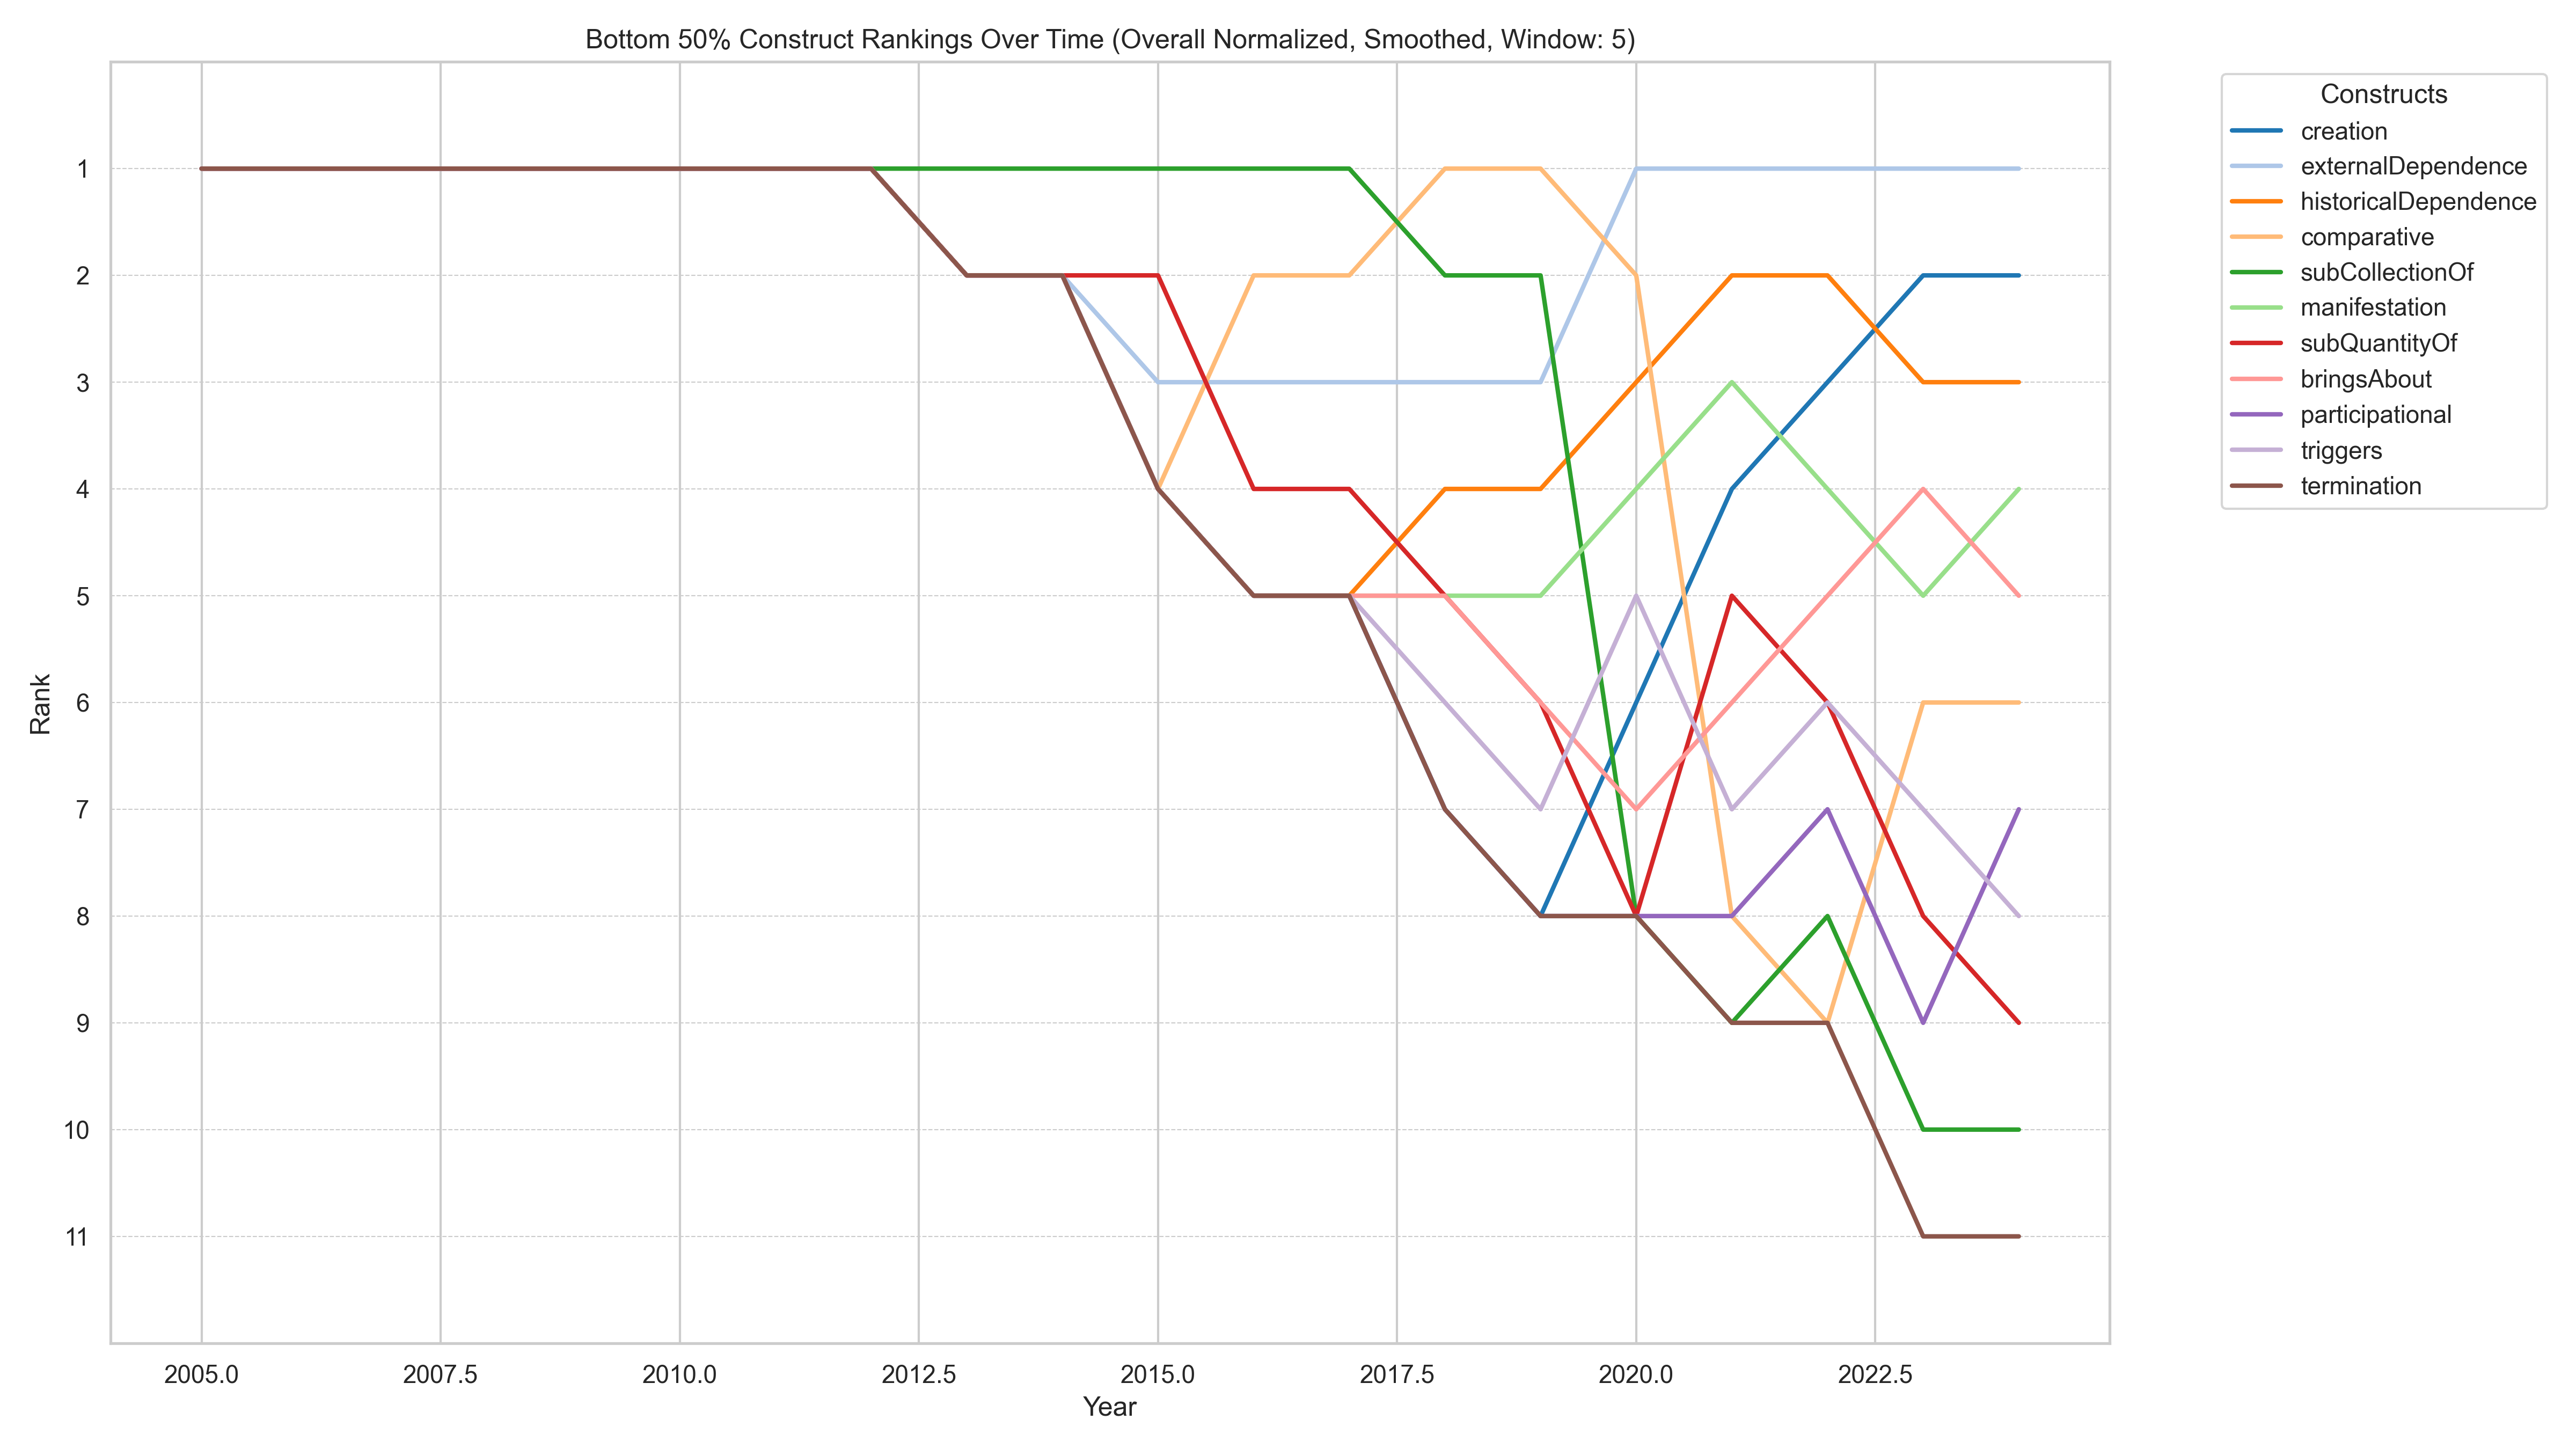 Bottom 50% Construct Rankings Over Time (Overall Normalized, Smoothed, Window: 5)
Constructs
creation
externalDependence
historicalDependence
comparative
subCollectionOf
manifestation
subQuantityOf
bringsAbout
participational
triggers
termination
Rank
1
2
3
4
5
6
7
8
9
10
11
2005.0 2007.5 2010.0 2012.5 2015.0 2017.5 2020.0 2022.5
Year